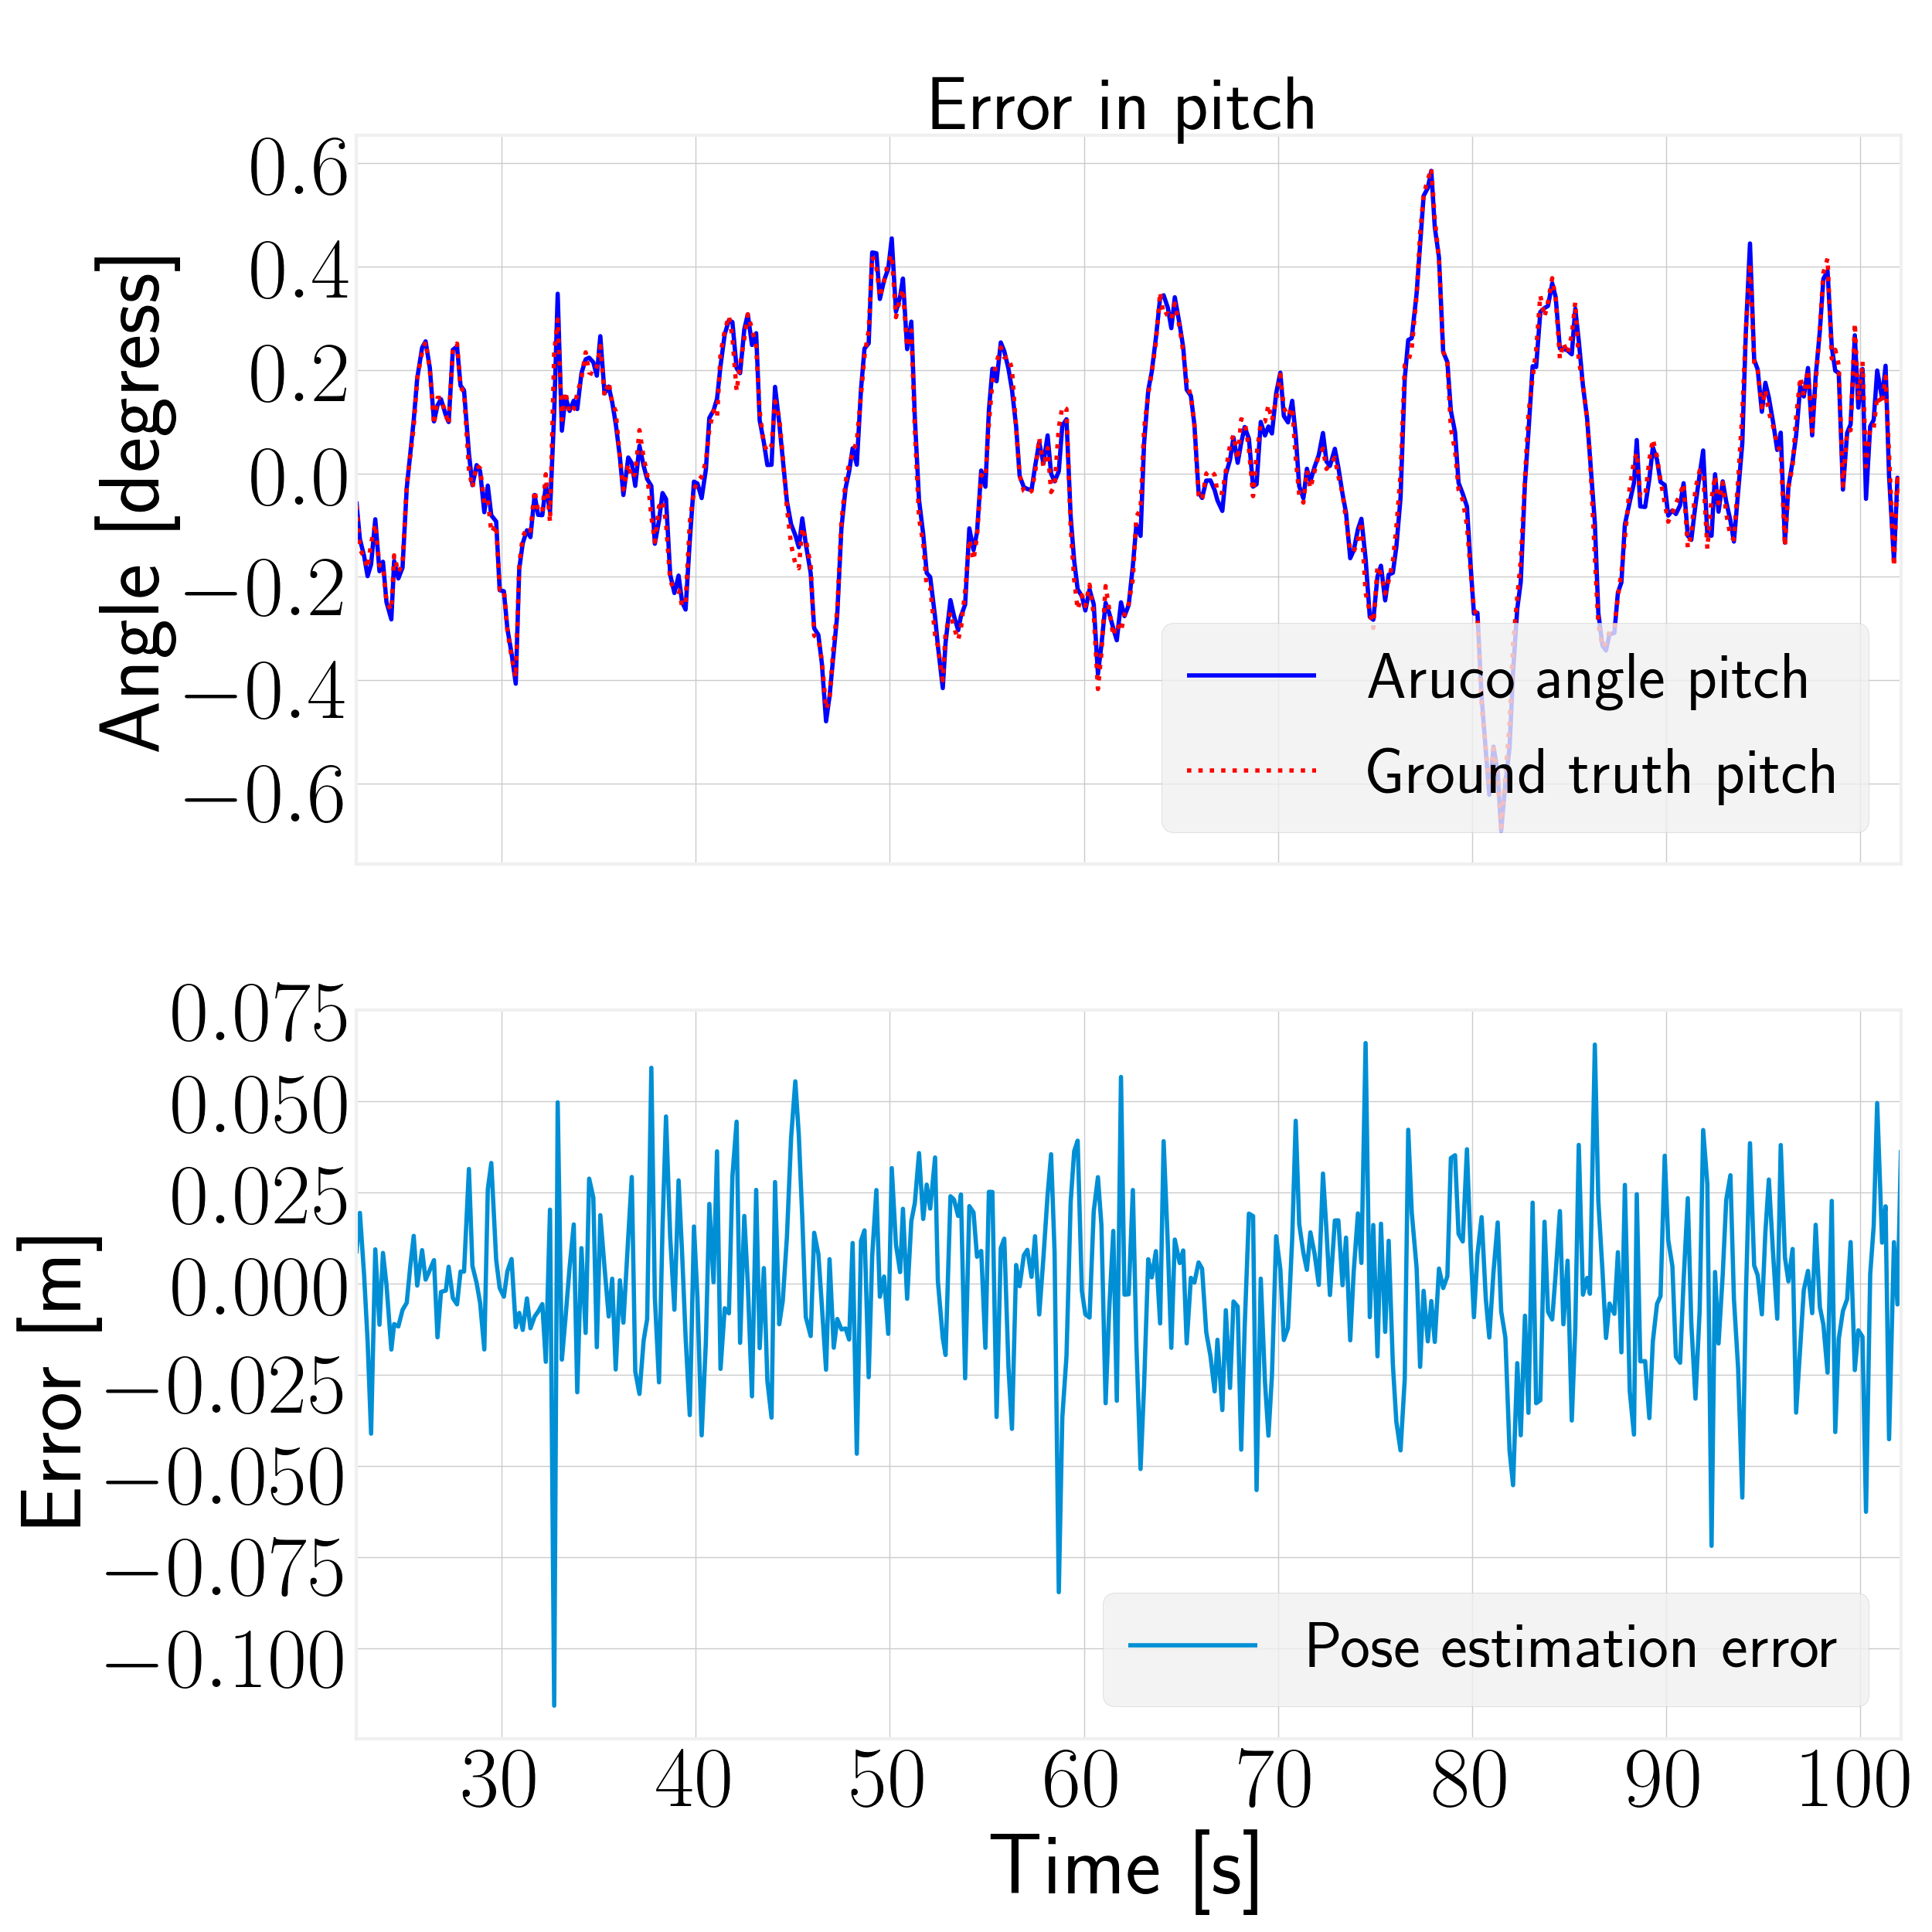 Error in pitch
Angle [degress]
0.6
0.4
0.2
0.0
−0.2
−0.4
−0.6
Aruco angle pitch
Ground truth pitch
Error [m]
0.075
0.050
0.025
0.000
−0.025
−0.050
−0.075
−0.100
Pose estimation error
30 40 50 60 70 80 90 100
Time [s]